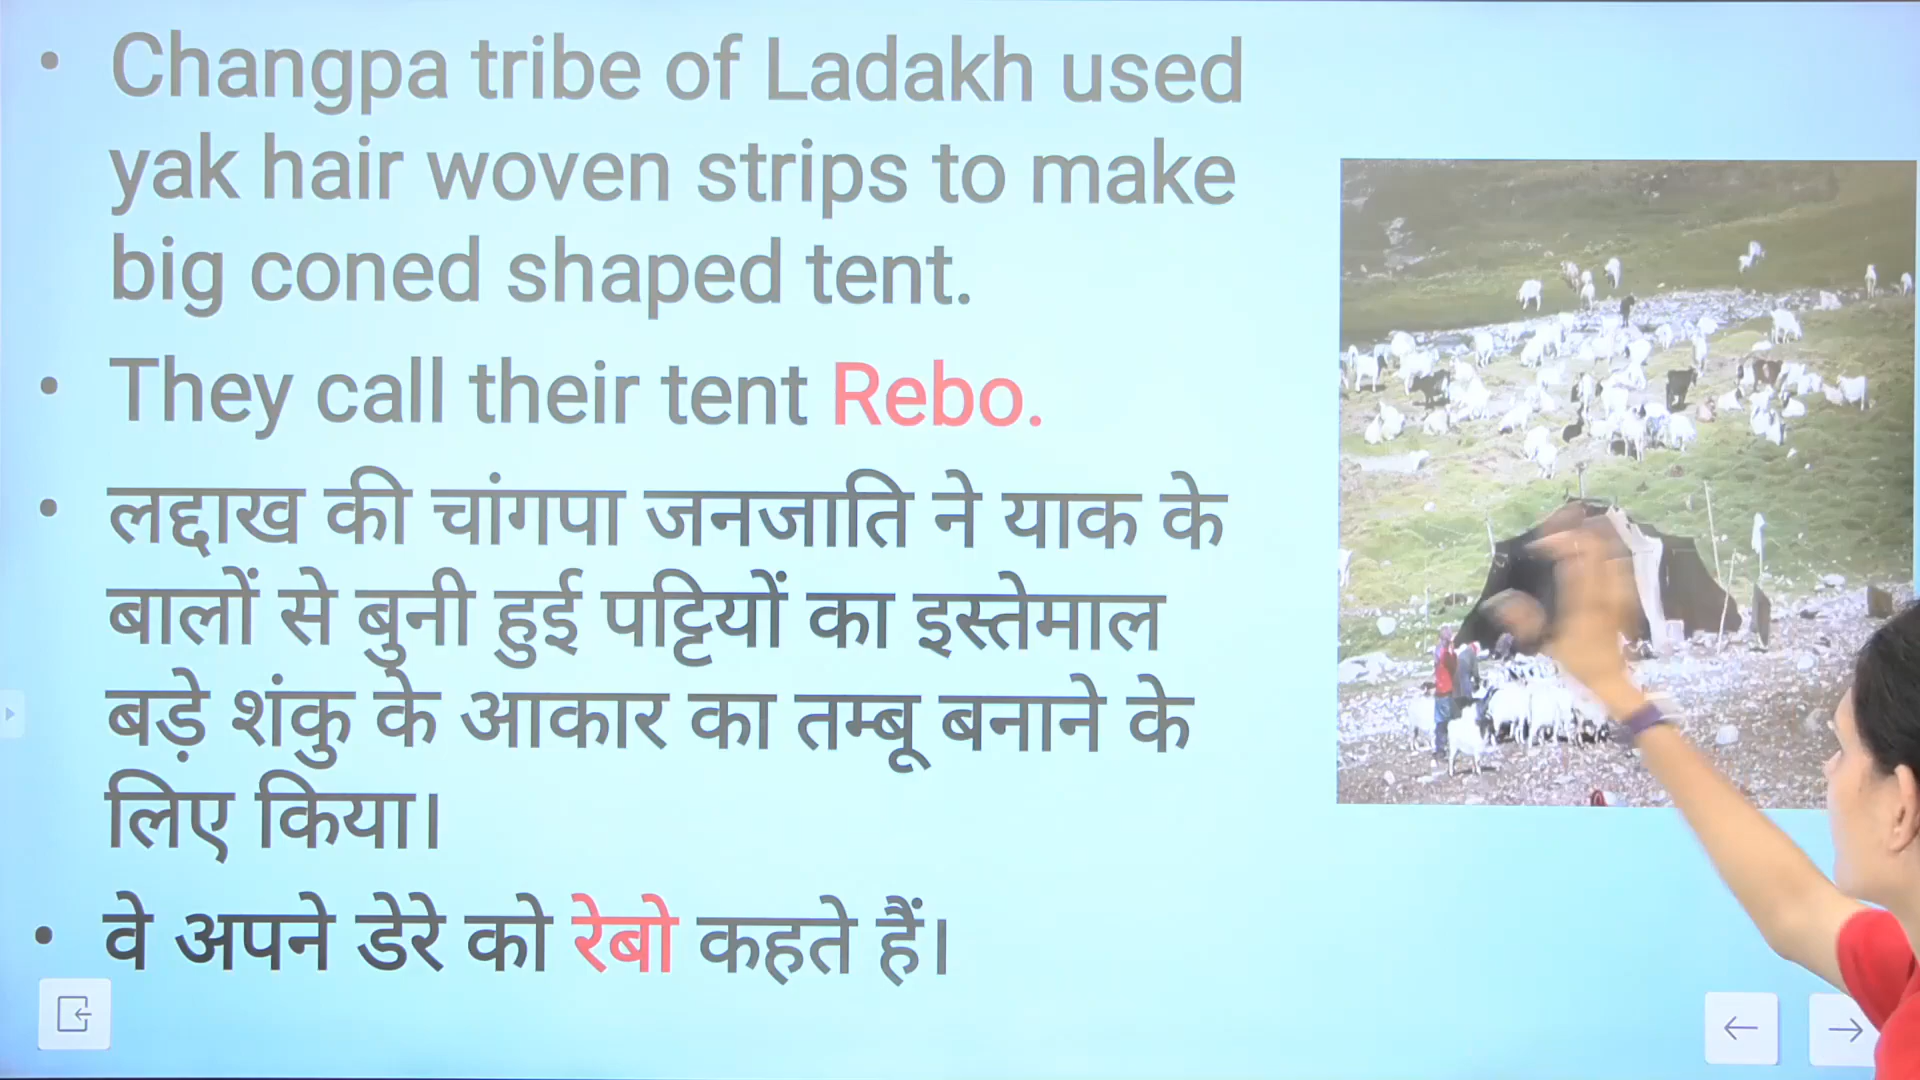 • Changpa tribe of Ladakh used
yak hair woven strips to make
big coned shaped tent.
• They call their tent Rebo.
• लद्दाख की चांगपा जनजाति ने याक के
बालों से बुनी हुई पट्टियों का इस्तेमाल
बड़े शंकु के आकार का तम्बू बनाने के
लिए किया।
• वे अपने डेरे को रेबो कहते हैं।